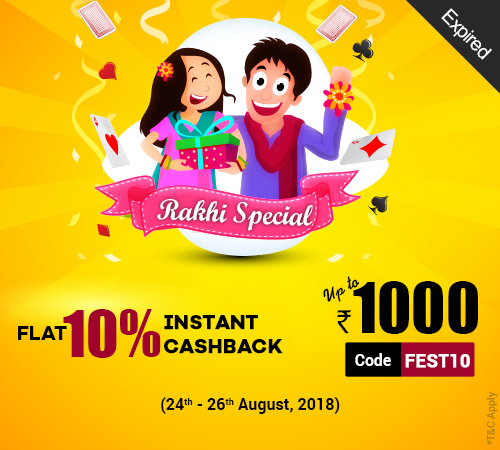 Expired
Rakhi Special
FLAT 10% INSTANT
CASHBACK
Up to
₹ 1000
Code FEST10
(24th - 26th August, 2018)
*T&C Apply